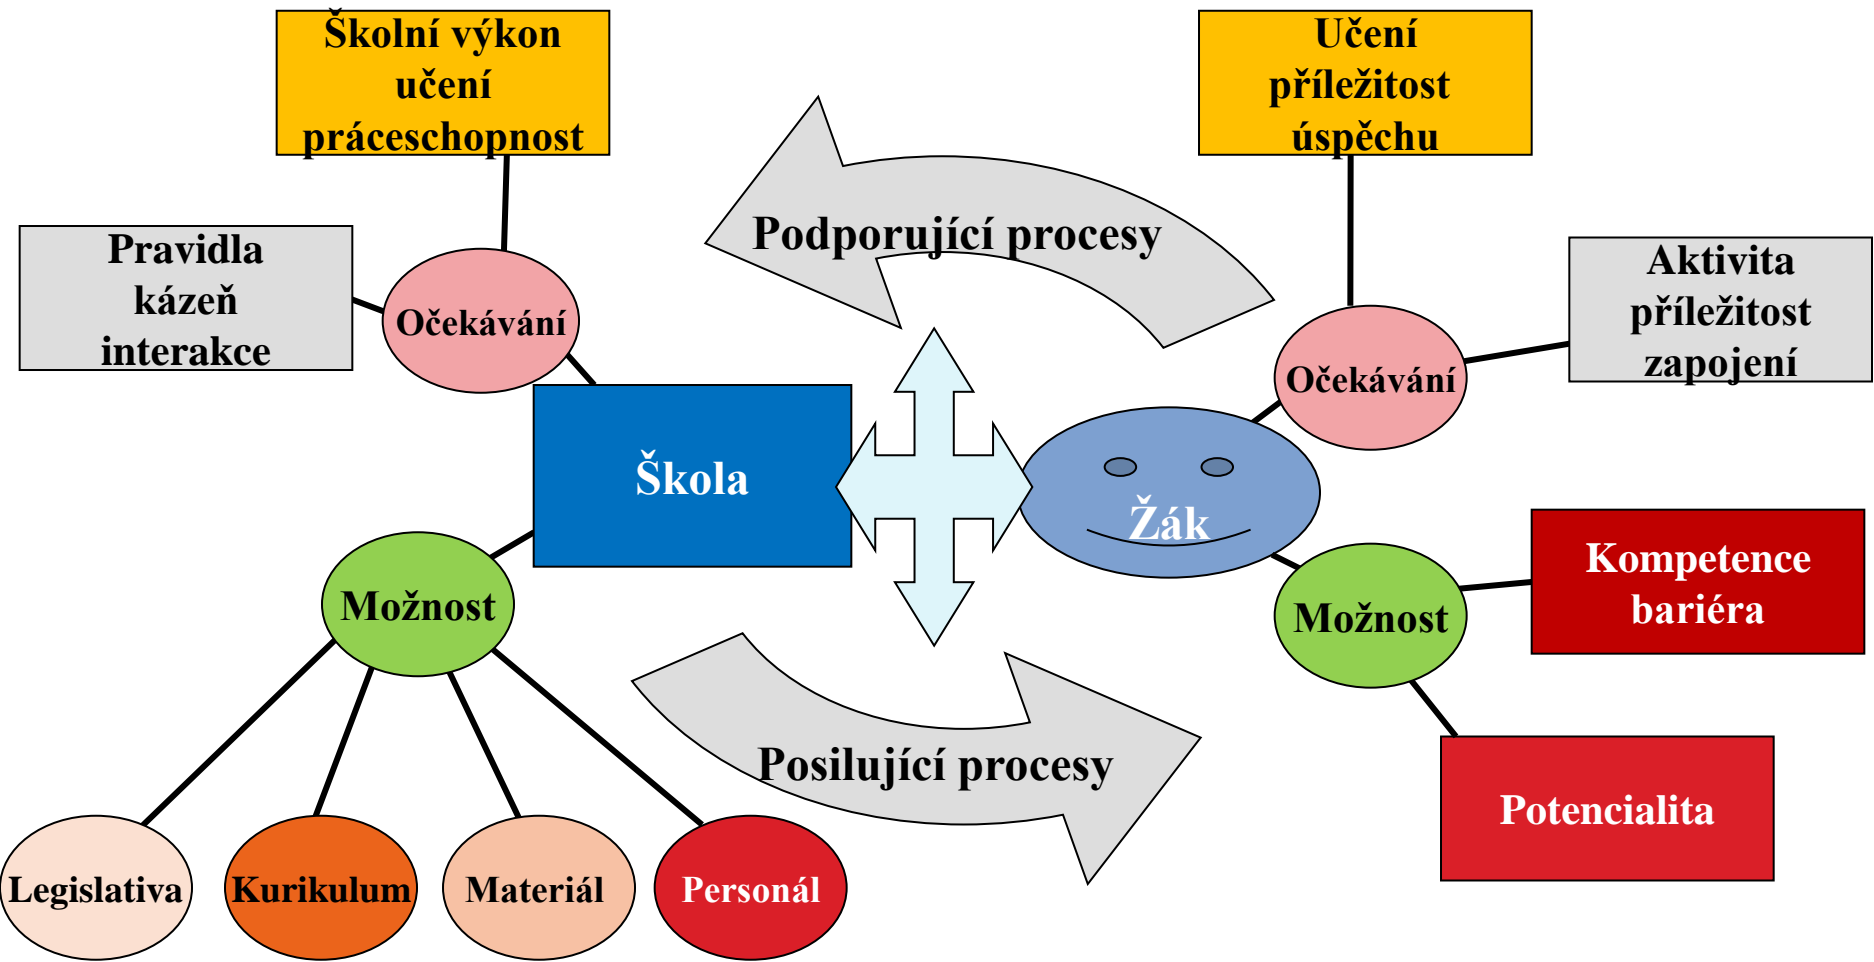 Školní výkon
učení
práceschopnost
Učení
příležitost
úspěchu
Pravidla
kázeň
interakce
Očekávání
Podporující procesy
Aktivita
příležitost
zapojení
Očekávání
Škola
Žák
Možnost
Možnost
Kompetence
bariéra
Posilující procesy
Potencialita
Legislativa
Kurikulum
Materiál
Personál